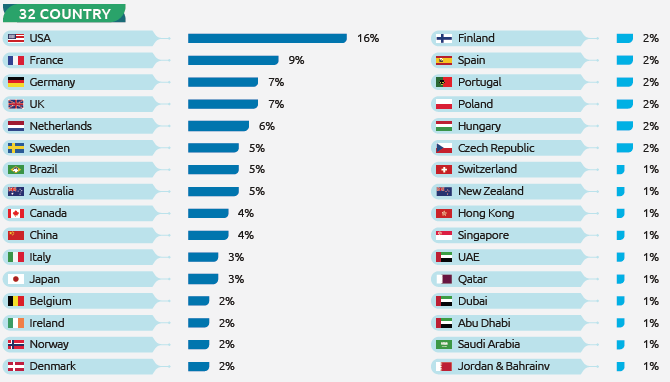 32 COUNTRY
USA 16%
France 9%
Germany 7%
UK 7%
Netherlands 6%
Sweden 5%
Brazil 5%
Australia 5%
Canada 4%
China 4%
Italy 3%
Japan 3%
Belgium 2%
Ireland 2%
Norway 2%
Denmark 2%
Finland 2%
Spain 2%
Portugal 2%
Poland 2%
Hungary 2%
Czech Republic 2%
Switzerland 1%
New Zealand 1%
Hong Kong 1%
Singapore 1%
UAE 1%
Qatar 1%
Dubai 1%
Abu Dhabi 1%
Saudi Arabia 1%
Jordan & Bahrainv 1%